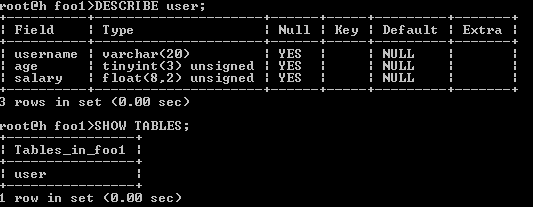 root@h foo1>DESCRIBE user;
+----------+---------------------+------+-----+---------+-------+
¦ Field    ¦ Type                ¦ Null ¦ Key ¦ Default ¦ Extra ¦
+----------+---------------------+------+-----+---------+-------+
¦ username ¦ varchar(20)         ¦ YES  ¦     ¦ NULL    ¦       ¦
¦ age      ¦ tinyint(3) unsigned ¦ YES  ¦     ¦ NULL    ¦       ¦
¦ salary   ¦ float(8,2) unsigned ¦ YES  ¦     ¦ NULL    ¦       ¦
+----------+---------------------+------+-----+---------+-------+
3 rows in set (0.00 sec)
root@h foo1>SHOW TABLES;
+----------------+
¦ Tables_in_foo1 ¦
+----------------+
¦ user           ¦
+----------------+
1 row in set (0.00 sec)